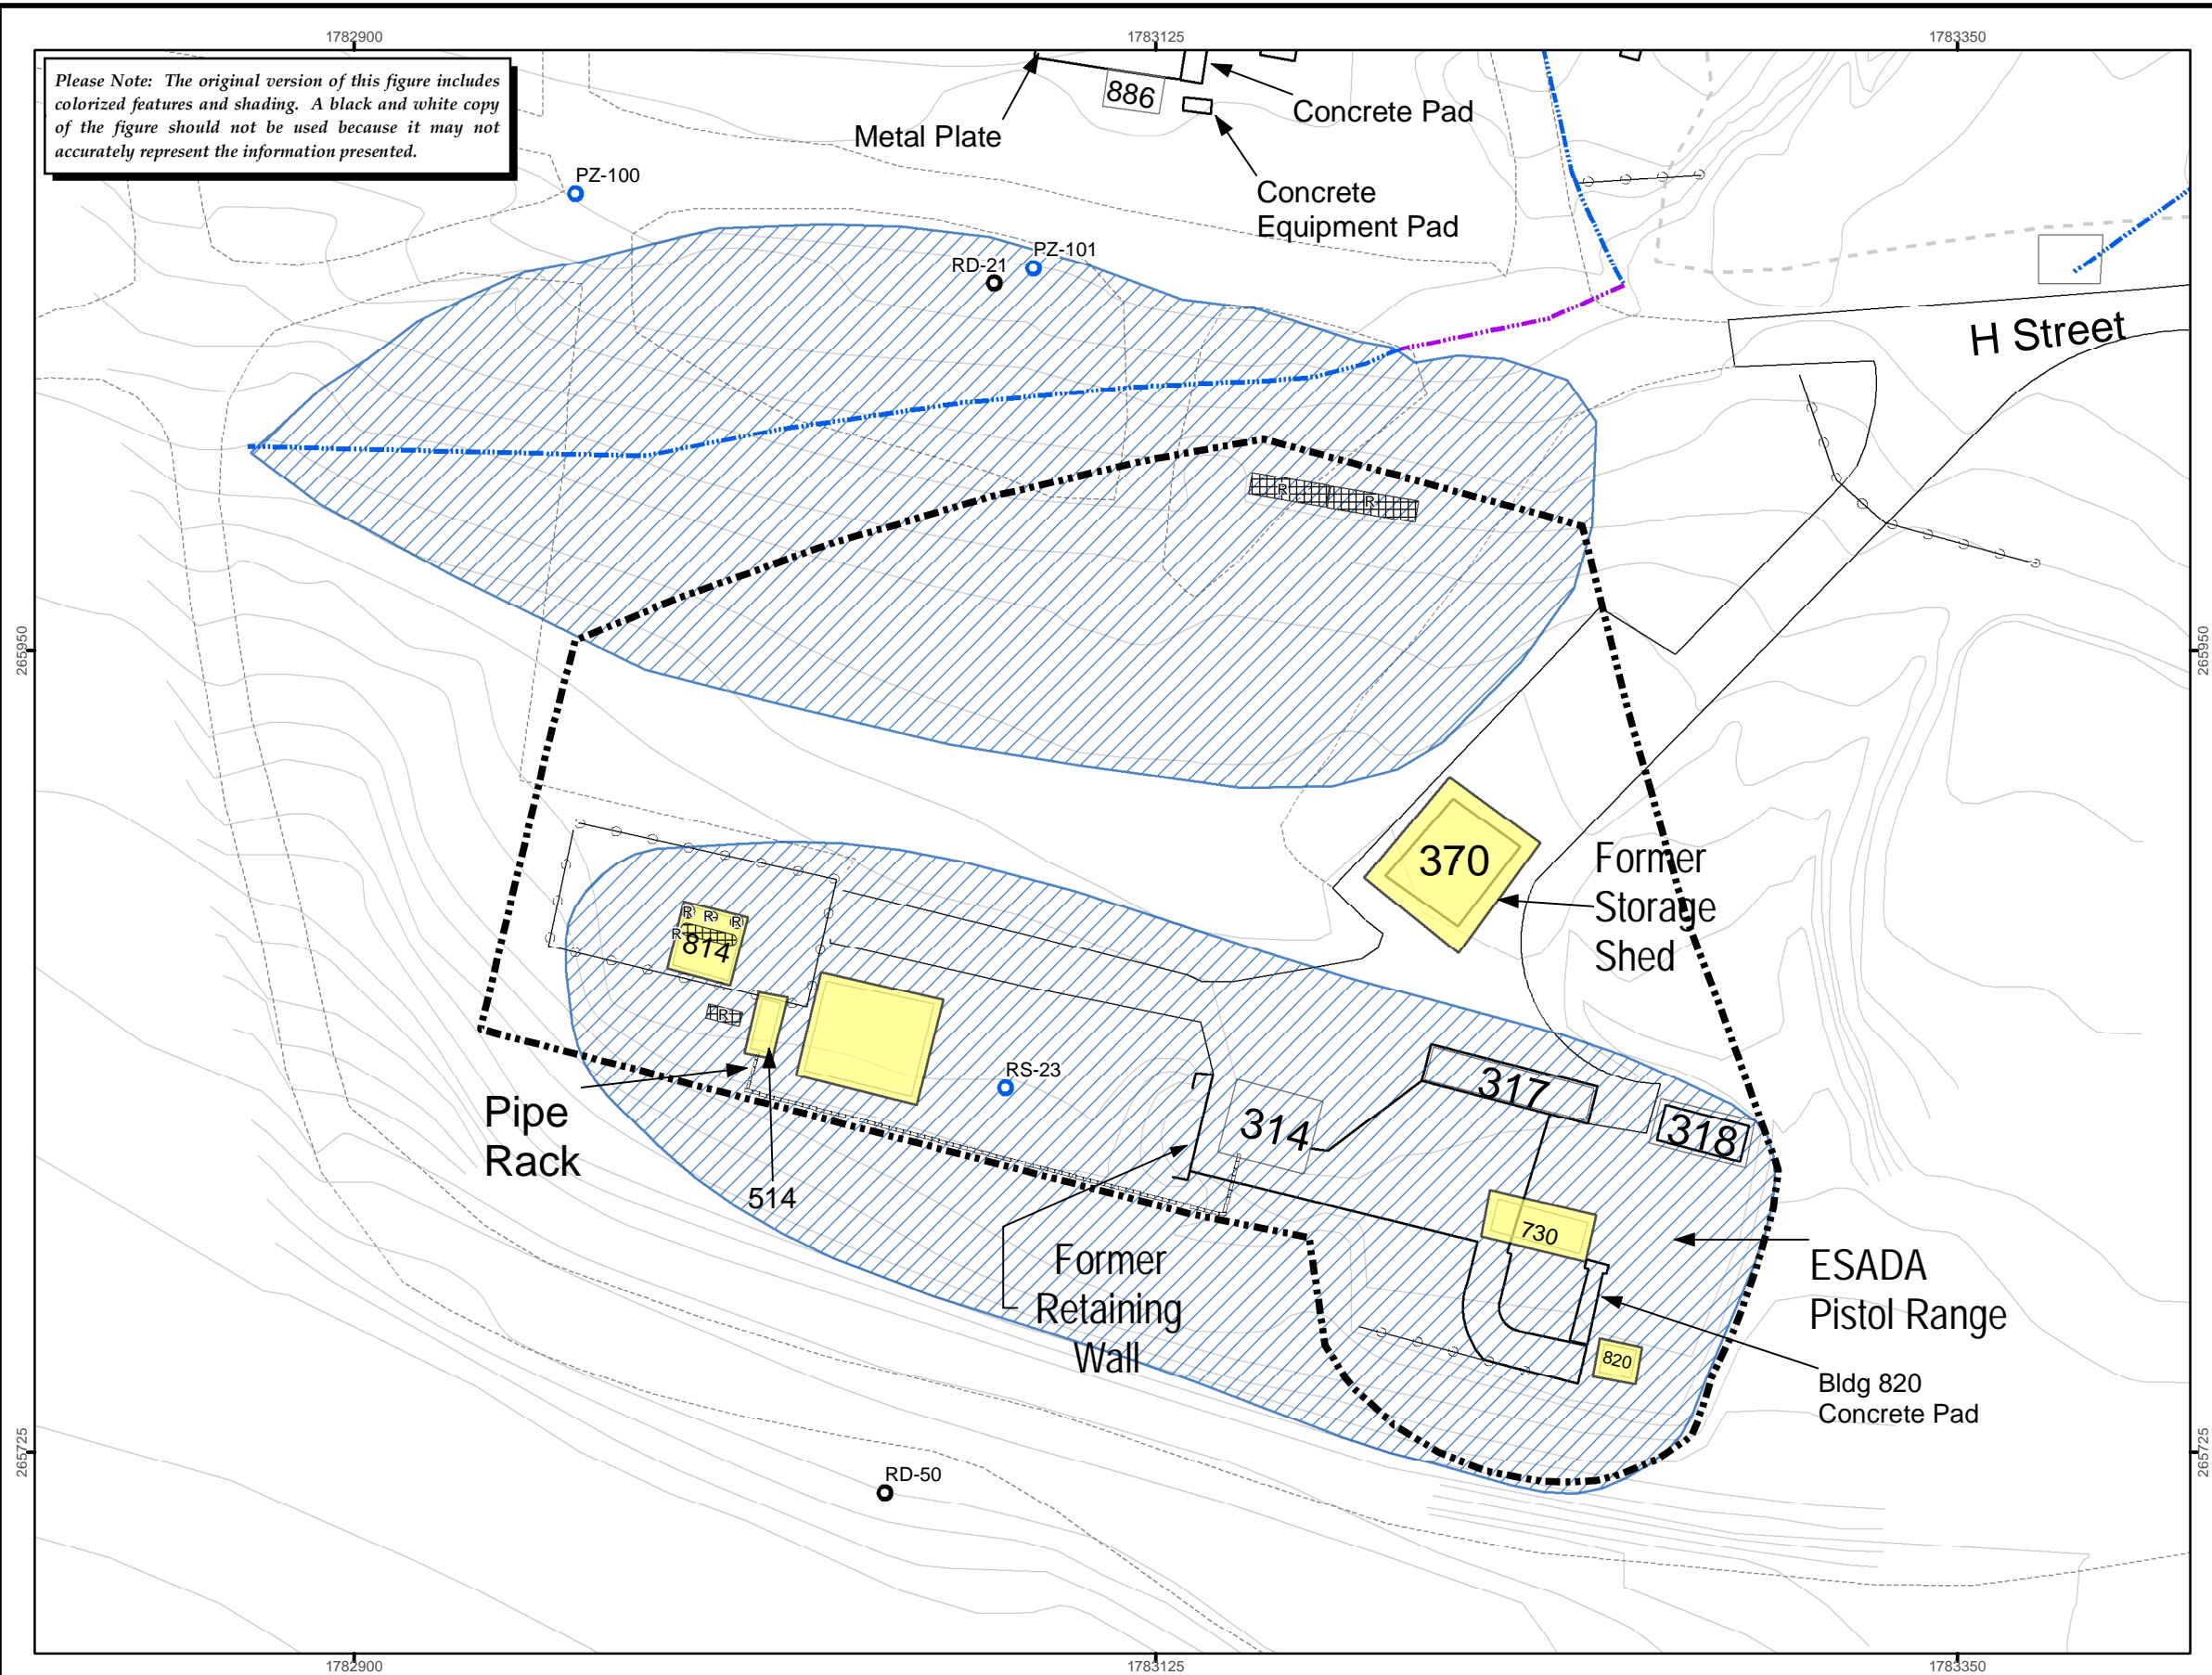 1782900
1783125
1783350
Please Note: The original version of this figure includes
colorized features and shading. A black and white copy
of the figure should not be used because it may not
accurately represent the information presented.
886
Concrete Pad
Metal Plate
PZ-100
Concrete
Equipment Pad
PZ-101
RD-21
H Street
R
R
265950
265950
370
Former
Storage
Shed
R
R
R
R
814
R
RS-23
317
Pipe
Rack
314
318
514
730
Former
Retaining
Wall
ESADA
Pistol Range
820
Bldg 820
Concrete Pad
265725
265725
RD-50
1782900
1783125
1783350